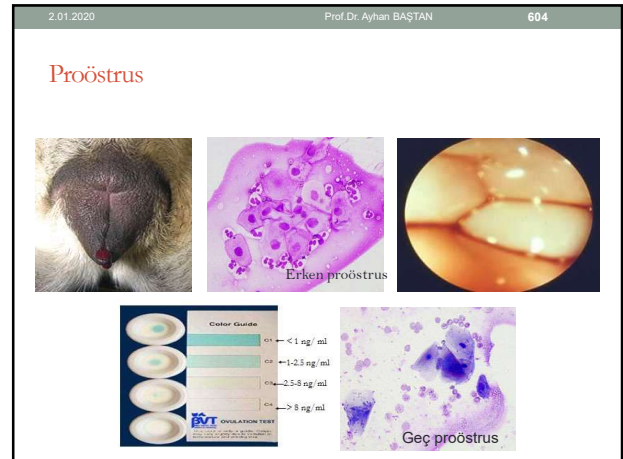 2.01.2020 Prof.Dr. Ayhan BAŞTAN 604
Proöstrus
Erken proöstrus
Color Guide
C1 < 1 ng/ ml
C2 1-2.5 ng/ml
C3 2.5-8 ng/ml
C4 > 8 ng/ml
BVT OVULATION TEST
Geç proöstrus